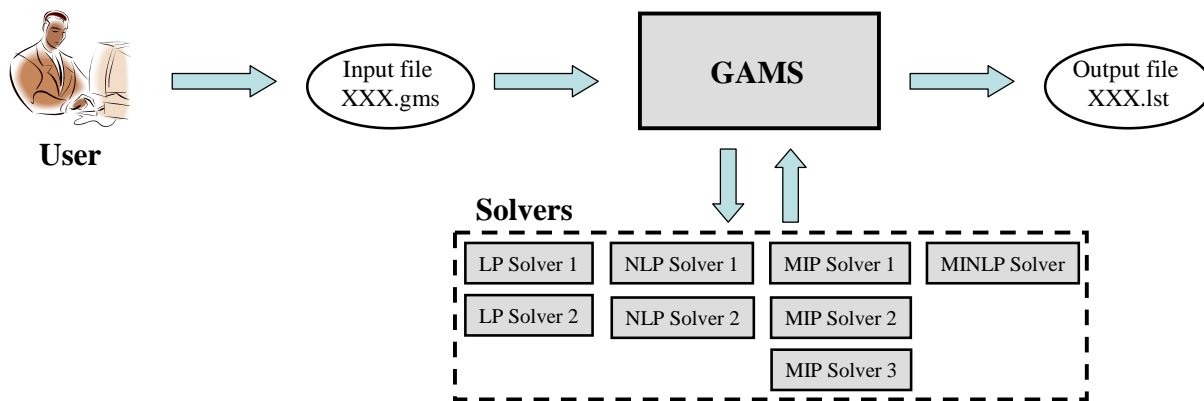 Input file
XXX.gms
GAMS
Output file
XXX.lst
User
Solvers
LP Solver 1
NLP Solver 1
MIP Solver 1
MINLP Solver
LP Solver 2
NLP Solver 2
MIP Solver 2
MIP Solver 3